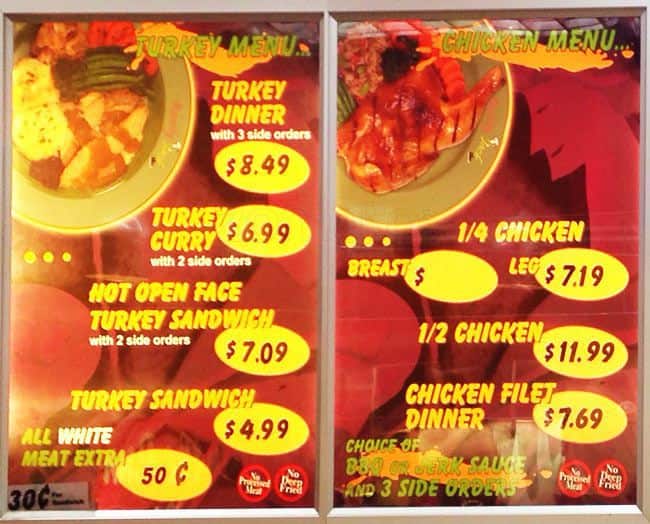 TURKEY MENU...
TURKEY
DINNER
with 3 side orders
$8.49
TURKEY
CURRY
$6.99
with 2 side orders
HOT OPEN FACE
TURKEY SANDWICH
with 2 side orders
$7.09
TURKEY SANDWICH
$4.99
ALL WHITE
MEAT EXTRA
50¢
30¢ Per Sandwich
No
Processed
Meat
No
Deep
Fried
CHICKEN MENU...
1/4 CHICKEN
BREAST $
LEG $7.19
1/2 CHICKEN
$11.99
CHICKEN FILET
DINNER
$7.69
CHOICE OF
BBQ OR JERK SAUCE
AND 3 SIDE ORDERS
No
Processed
Meat
No
Deep
Fried